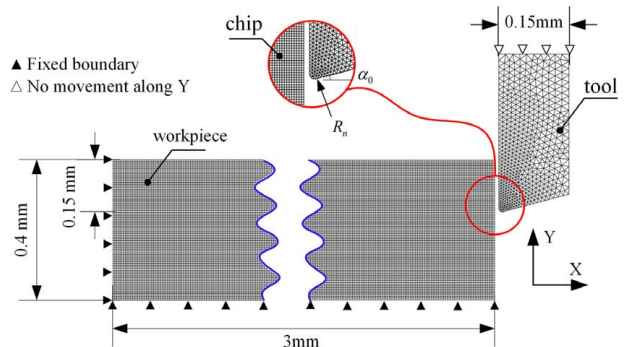 chip
0.15mm
▲ Fixed boundary
△ No movement along Y
α₀
Rₙ
tool
workpiece
0.15 mm
0.4 mm
Y
X
3mm